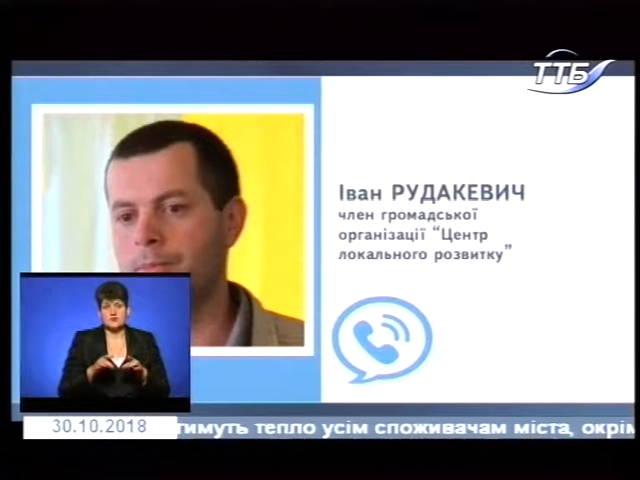 ТТБ
Іван РУДАКЕВИЧ
член громадської
організації “Центр
локального розвитку”
30.10.2018
тимуть тепло усім споживачам міста, окрім